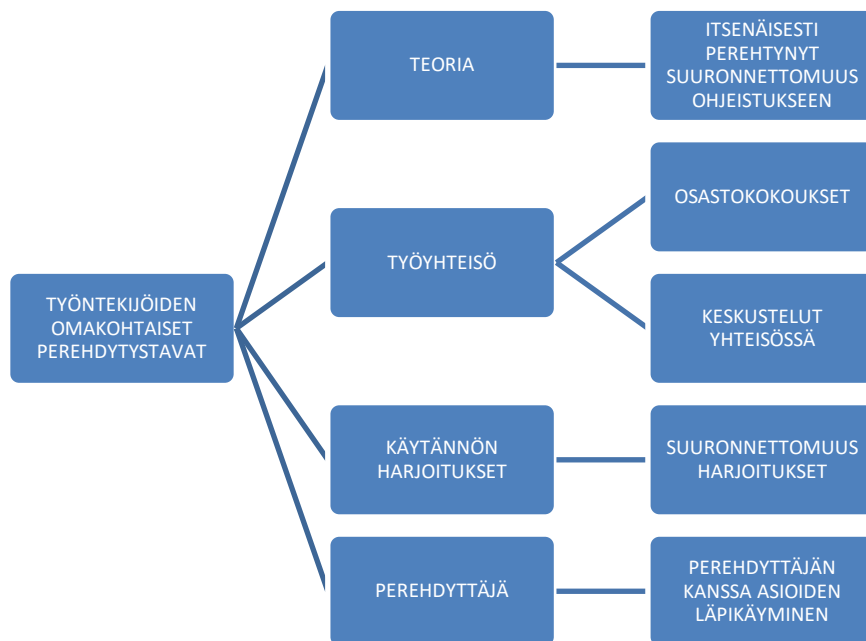 TEORIA
ITSENÄISESTI
PEREHTYNYT
SUURONNETTOMUUS
OHJEISTUKSEEN
OSASTOKOKOUKSET
TYÖYHTEISÖ
KESKUSTELUT
YHTEISÖSSÄ
TYÖNTEKIJÖIDEN
OMAKOHTAISET
PEREHDYTYSTAVAT
KÄYTÄNNÖN
HARJOITUKSET
SUURONNETTOMUUS
HARJOITUKSET
PEREHDYTTÄJÄ
PEREHDYTTÄJÄN
KANSSA ASIOIDEN
LÄPIKÄYMINEN